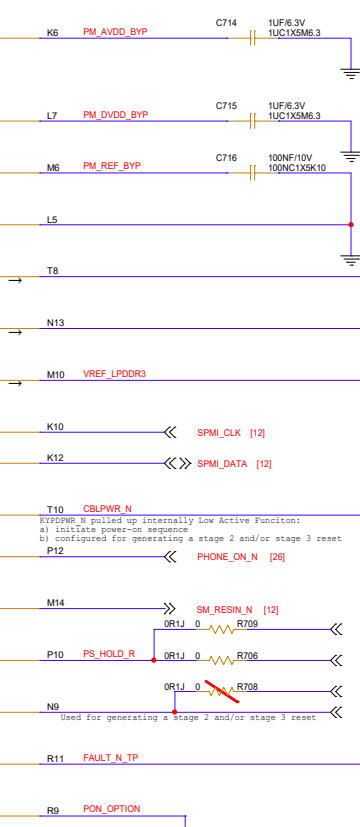 C714 1UF/6.3V
K6 PM_AVDD_BYP 1UC1X5M6.3
C715 1UF/6.3V
L7 PM_DVDD_BYP 1UC1X5M6.3
C716 100NF/10V
M6 PM_REF_BYP 100NC1X5K10
L5
T8
N13
M10 VREF_LPDDR3
K10
SPMI_CLK [12]
K12
SPMI_DATA [12]
T10 CBLPWR_N
KYPDPWR_N pulled up internally Low Active Funciton:
a) initiate power-on sequence
b) configured for generating a stage 2 and/or stage 3 reset
P12
PHONE_ON_N [26]
M14
SM_RESIN_N [12]
0R1J 0 R709
P10 PS_HOLD_R 0R1J 0 R706
0R1J 0 R708
N9
Used for generating a stage 2 and/or stage 3 reset
R11 FAULT_N_TP
R9 PON_OPTION